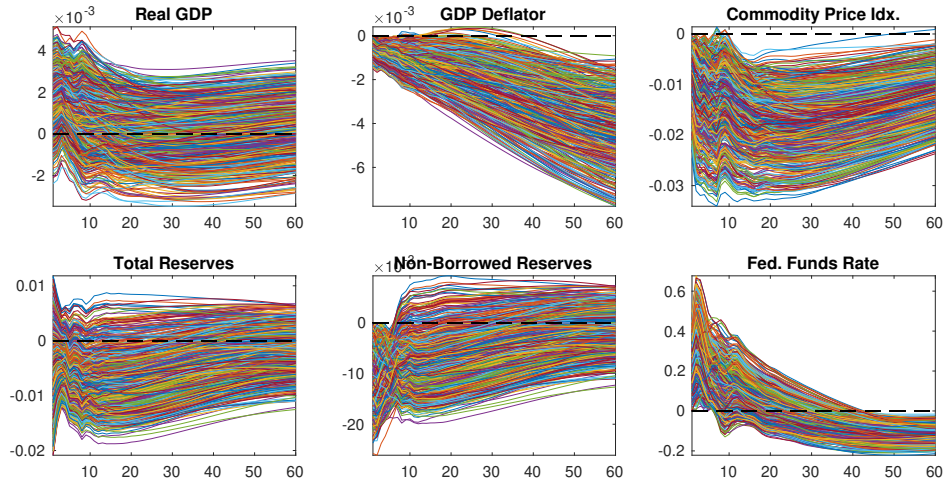 ×10⁻³
Real GDP
4
2
0
-2
10 20 30 40 50 60
×10⁻³
GDP Deflator
0
-2
-4
-6
10 20 30 40 50 60
Commodity Price Idx.
0
-0.01
-0.02
-0.03
10 20 30 40 50 60
Total Reserves
0.01
0
-0.01
-0.02
10 20 30 40 50 60
Non-Borrowed Reserves
0
-10
-20
10 20 30 40 50 60
Fed. Funds Rate
0.6
0.4
0.2
0
-0.2
10 20 30 40 50 60